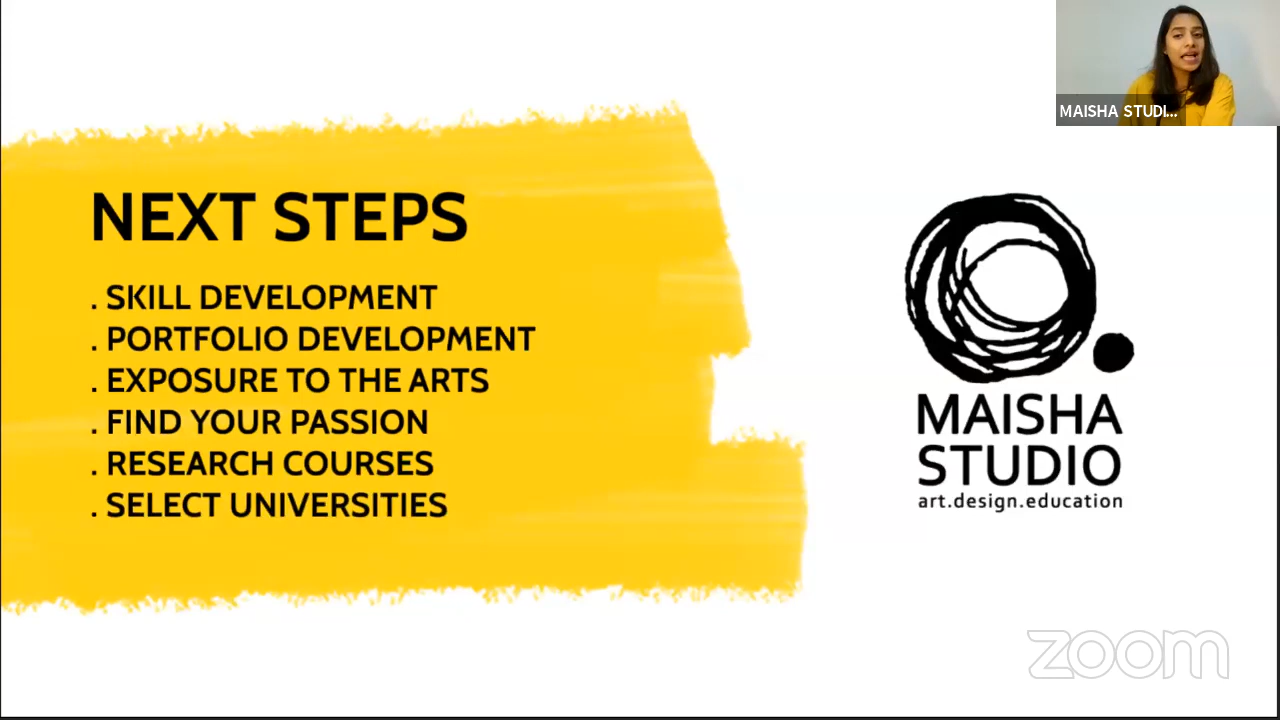 MAISHA STUDI...
NEXT STEPS
. SKILL DEVELOPMENT
. PORTFOLIO DEVELOPMENT
. EXPOSURE TO THE ARTS
. FIND YOUR PASSION
. RESEARCH COURSES
. SELECT UNIVERSITIES
MAISHA
STUDIO
art.design.education
zoom